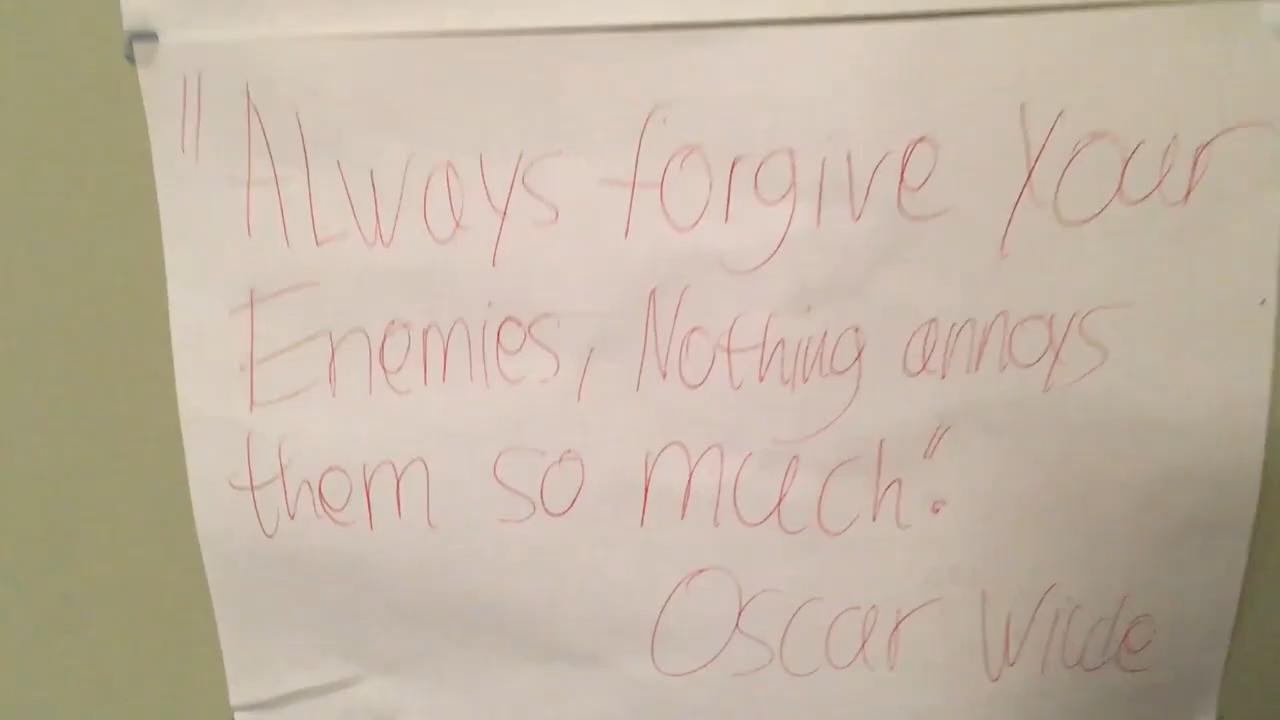 "Always forgive your
Enemies, Nothing annoys
them so much".
Oscar Wilde